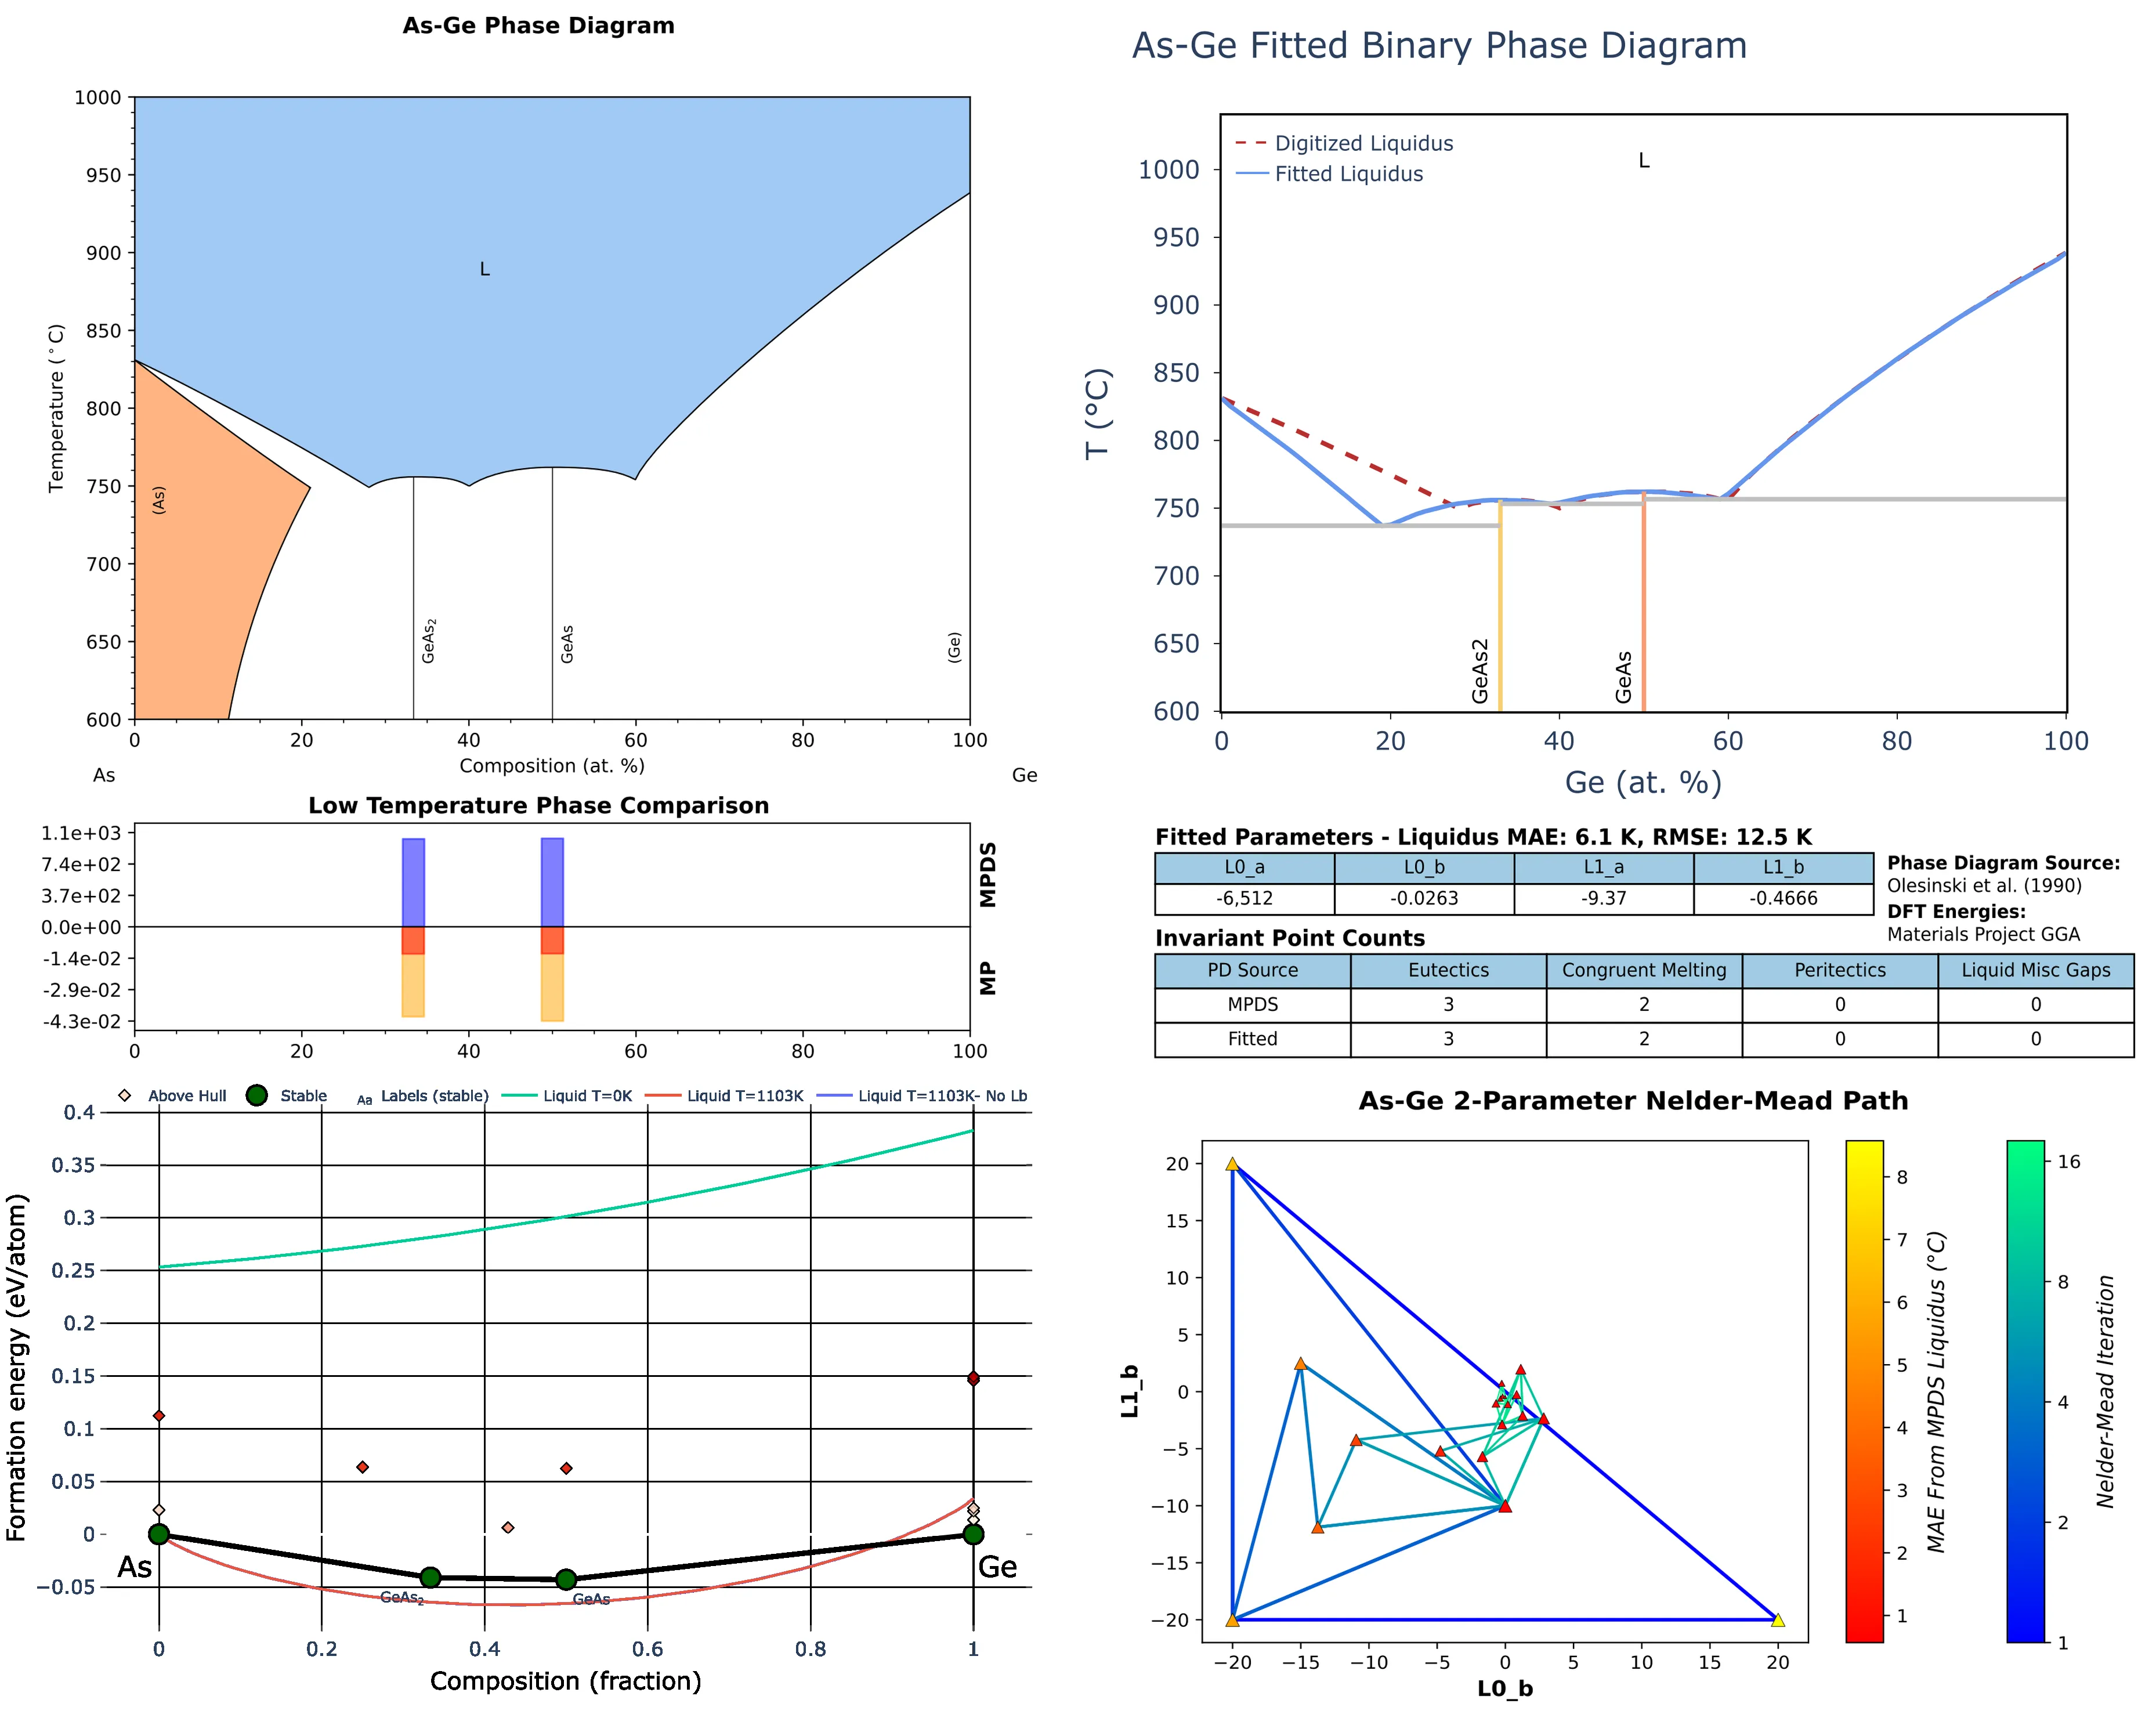 As-Ge Phase Diagram
1000
950
900
850
800
750
700
650
600
Temperature (°C)
L
(As)
GeAs₂
GeAs
(Ge)
0 20 40 60 80 100
Composition (at. %)
As Ge
As-Ge Fitted Binary Phase Diagram
Digitized Liquidus
Fitted Liquidus
L
1000
950
900
850
800
750
700
650
600
T (°C)
GeAs2
GeAs
0 20 40 60 80 100
Ge (at. %)
Low Temperature Phase Comparison
1.1e+03
7.4e+02
3.7e+02
0.0e+00
-1.4e-02
-2.9e-02
-4.3e-02
MPDS
MP
0 20 40 60 80 100
Fitted Parameters - Liquidus MAE: 6.1 K, RMSE: 12.5 K
L0_a L0_b L1_a L1_b
-6,512 -0.0263 -9.37 -0.4666
Phase Diagram Source:
Olesinski et al. (1990)
DFT Energies:
Materials Project GGA
Invariant Point Counts
PD Source Eutectics Congruent Melting Peritectics Liquid Misc Gaps
MPDS 3 2 0 0
Fitted 3 2 0 0
Above Hull Stable Aa Labels (stable) Liquid T=0K Liquid T=1103K Liquid T=1103K- No Lb
0.4
0.35
0.3
0.25
0.2
0.15
0.1
0.05
0
−0.05
Formation energy (eV/atom)
As
Ge
GeAs₂
GeAs
0 0.2 0.4 0.6 0.8 1
Composition (fraction)
As-Ge 2-Parameter Nelder-Mead Path
20
15
10
5
0
−5
−10
−15
−20
L1_b
−20 −15 −10 −5 0 5 10 15 20
L0_b
8
7
6
5
4
3
2
1
MAE From MPDS Liquidus (°C)
16
8
4
2
1
Nelder-Mead Iteration